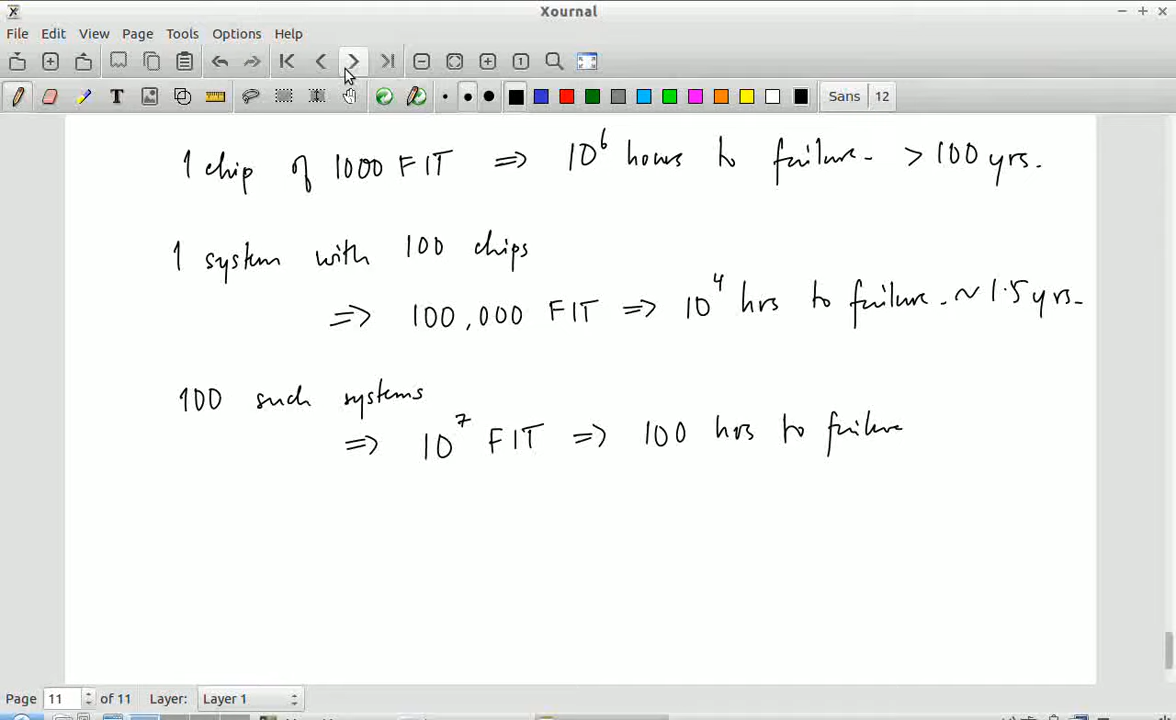 Xournal
File Edit View Page Tools Options Help
Sans 12
1 chip of 1000 FIT ⇒ 10^6 hours to failure. > 100 yrs.
1 system with 100 chips
⇒ 100,000 FIT ⇒ 10^4 hrs to failure. ~ 1.5 yrs.
100 such systems
⇒ 10^7 FIT ⇒ 100 hrs to failure
Page 11 of 11 Layer: Layer 1